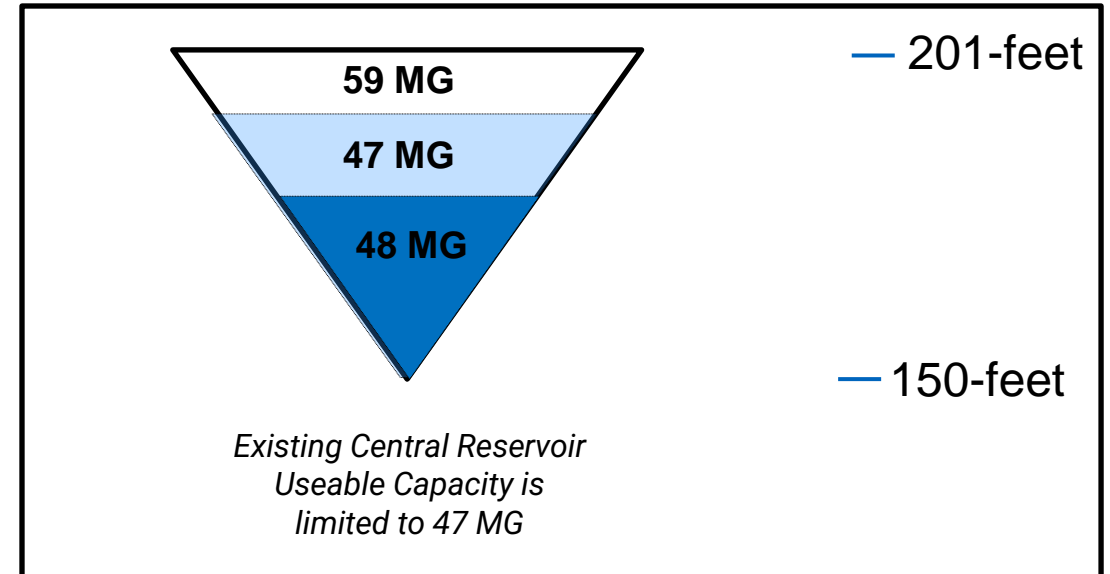 201-feet
59 MG
47 MG
48 MG
150-feet
Existing Central Reservoir
Useable Capacity is
limited to 47 MG